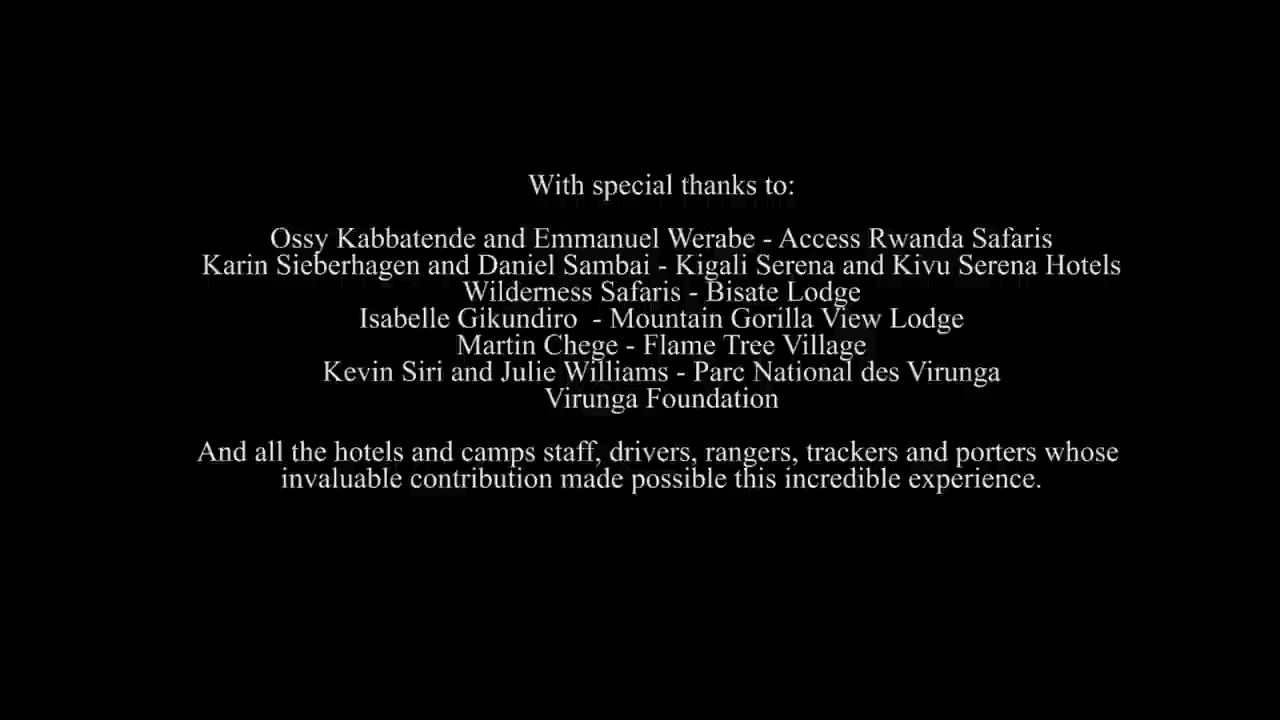 With special thanks to:
Ossy Kabbatende and Emmanuel Werabe - Access Rwanda Safaris
Karin Sieberhagen and Daniel Sambai - Kigali Serena and Kivu Serena Hotels
Wilderness Safaris - Bisate Lodge
Isabelle Gikundiro  - Mountain Gorilla View Lodge
Martin Chege - Flame Tree Village
Kevin Siri and Julie Williams - Parc National des Virunga
Virunga Foundation
And all the hotels and camps staff, drivers, rangers, trackers and porters whose
invaluable contribution made possible this incredible experience.